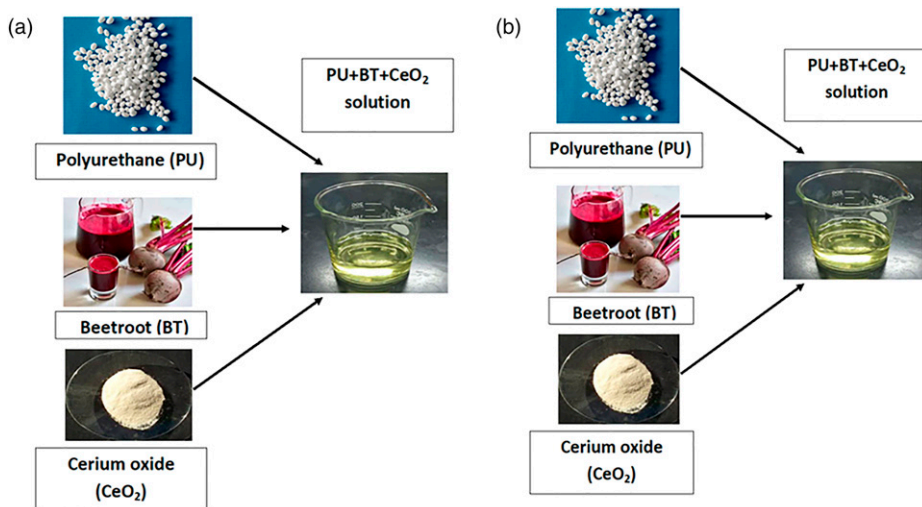 (a)
PU+BT+CeO₂
solution
Polyurethane (PU)
Beetroot (BT)
Cerium oxide
(CeO₂)
(b)
PU+BT+CeO₂
solution
Polyurethane (PU)
Beetroot (BT)
Cerium oxide
(CeO₂)